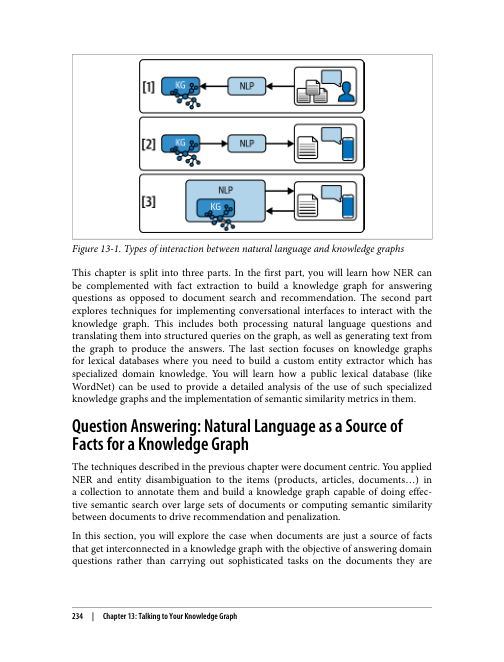 [1]
KG
NLP
[2]
KG
NLP
[3]
NLP
KG
Figure 13-1. Types of interaction between natural language and knowledge graphs
This chapter is split into three parts. In the first part, you will learn how NER can
be complemented with fact extraction to build a knowledge graph for answering
questions as opposed to document search and recommendation. The second part
explores techniques for implementing conversational interfaces to interact with the
knowledge graph. This includes both processing natural language questions and
translating them into structured queries on the graph, as well as generating text from
the graph to produce the answers. The last section focuses on knowledge graphs
for lexical databases where you need to build a custom entity extractor which has
specialized domain knowledge. You will learn how a public lexical database (like
WordNet) can be used to provide a detailed analysis of the use of such specialized
knowledge graphs and the implementation of semantic similarity metrics in them.
Question Answering: Natural Language as a Source of
Facts for a Knowledge Graph
The techniques described in the previous chapter were document centric. You applied
NER and entity disambiguation to the items (products, articles, documents…) in
a collection to annotate them and build a knowledge graph capable of doing effec-
tive semantic search over large sets of documents or computing semantic similarity
between documents to drive recommendation and penalization.
In this section, you will explore the case when documents are just a source of facts
that get interconnected in a knowledge graph with the objective of answering domain
questions rather than carrying out sophisticated tasks on the documents they are
234 | Chapter 13: Talking to Your Knowledge Graph